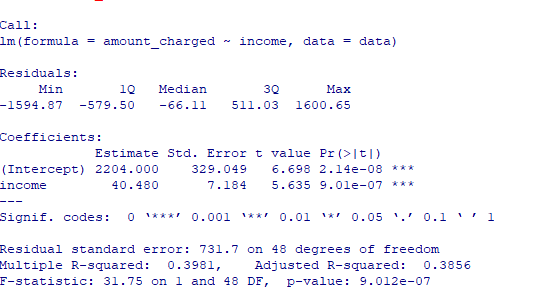 Call:
lm(formula = amount_charged ~ income, data = data)
Residuals:
Min 1Q Median 3Q Max
-1594.87 -579.50 -66.11 511.03 1600.65
Coefficients:
Estimate Std. Error t value Pr(>|t|)
(Intercept) 2204.000 329.049 6.698 2.14e-08 ***
income 40.480 7.184 5.635 9.01e-07 ***
---
Signif. codes: 0 ‘***’ 0.001 ‘**’ 0.01 ‘*’ 0.05 ‘.’ 0.1 ‘ ’ 1
Residual standard error: 731.7 on 48 degrees of freedom
Multiple R-squared: 0.3981, Adjusted R-squared: 0.3856
F-statistic: 31.75 on 1 and 48 DF, p-value: 9.012e-07